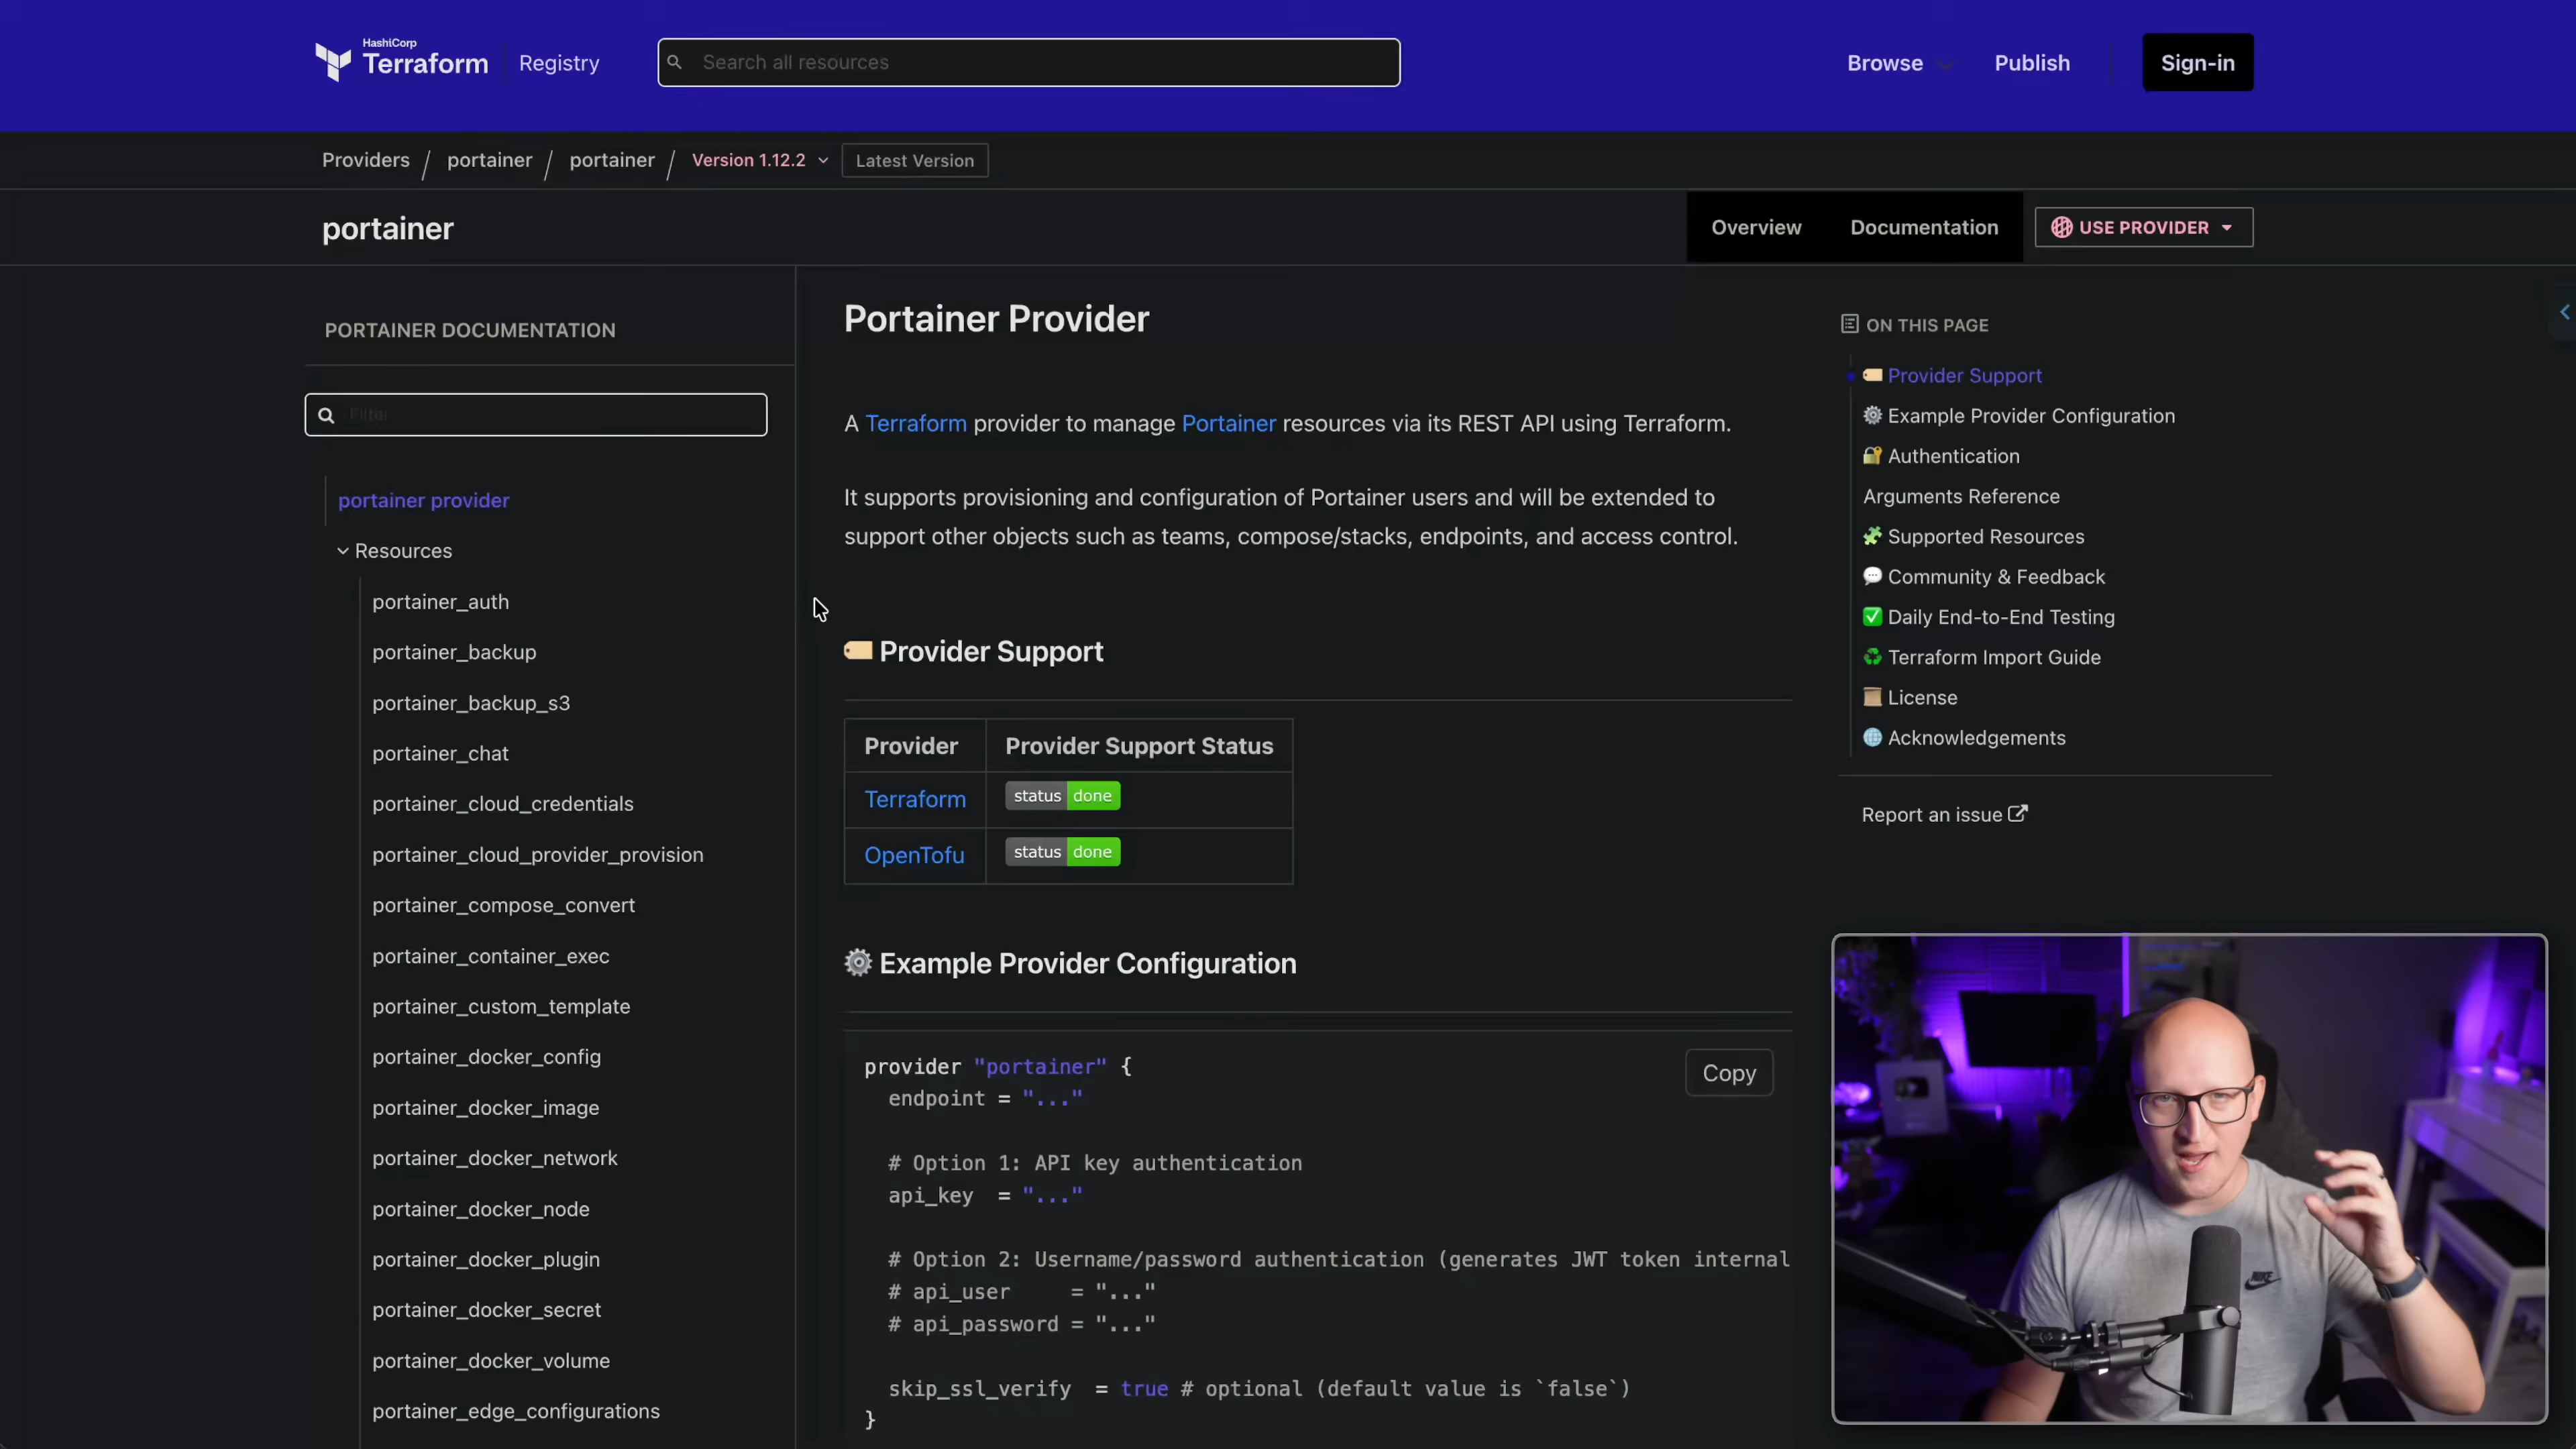 HashiCorp
Terraform
Registry
Search all resources
Browse
Publish
Sign-in
Providers / portainer / portainer / Version 1.12.2
Latest Version
portainer
Overview
Documentation
USE PROVIDER
PORTAINER DOCUMENTATION
Filter
portainer provider
Resources
portainer_auth
portainer_backup
portainer_backup_s3
portainer_chat
portainer_cloud_credentials
portainer_cloud_provider_provision
portainer_compose_convert
portainer_container_exec
portainer_custom_template
portainer_docker_config
portainer_docker_image
portainer_docker_network
portainer_docker_node
portainer_docker_plugin
portainer_docker_secret
portainer_docker_volume
portainer_edge_configurations
Portainer Provider
A Terraform provider to manage Portainer resources via its REST API using Terraform.
It supports provisioning and configuration of Portainer users and will be extended to
support other objects such as teams, compose/stacks, endpoints, and access control.
Provider Support
Provider Provider Support Status
Terraform status done
OpenTofu status done
Example Provider Configuration
Copy
provider "portainer" {
endpoint = "..."
# Option 1: API key authentication
api_key = "..."
# Option 2: Username/password authentication (generates JWT token internal
# api_user = "..."
# api_password = "..."
skip_ssl_verify = true # optional (default value is `false`)
}
ON THIS PAGE
Provider Support
Example Provider Configuration
Authentication
Arguments Reference
Supported Resources
Community & Feedback
Daily End-to-End Testing
Terraform Import Guide
License
Acknowledgements
Report an issue
NIKE